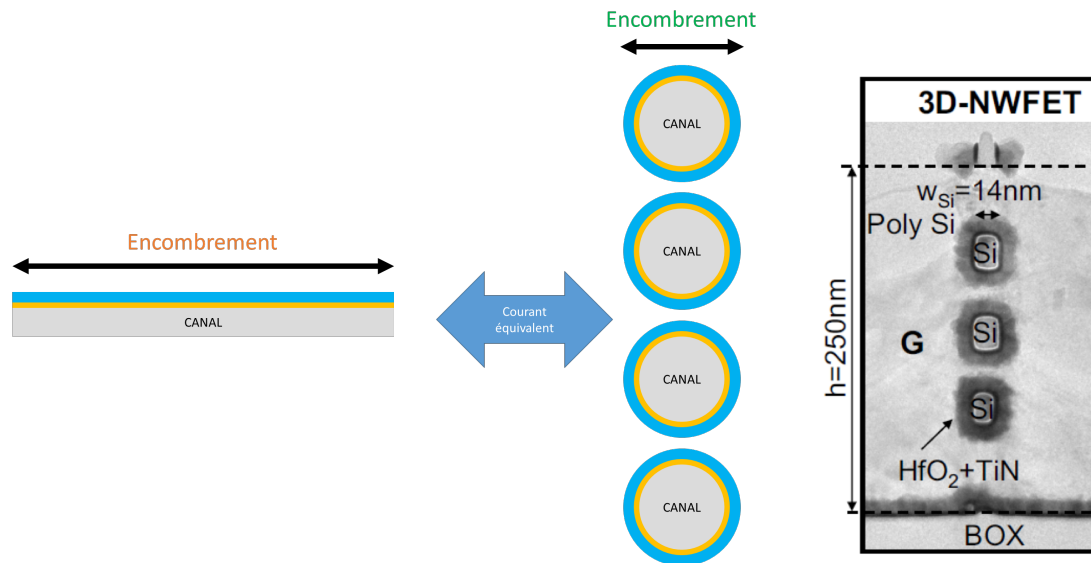 Encombrement
CANAL
Courant
équivalent
Encombrement
CANAL
CANAL
CANAL
CANAL
3D-NWFET
w_Si=14nm
Poly Si
Si
Si
Si
G
h=250nm
HfO₂+TiN
BOX